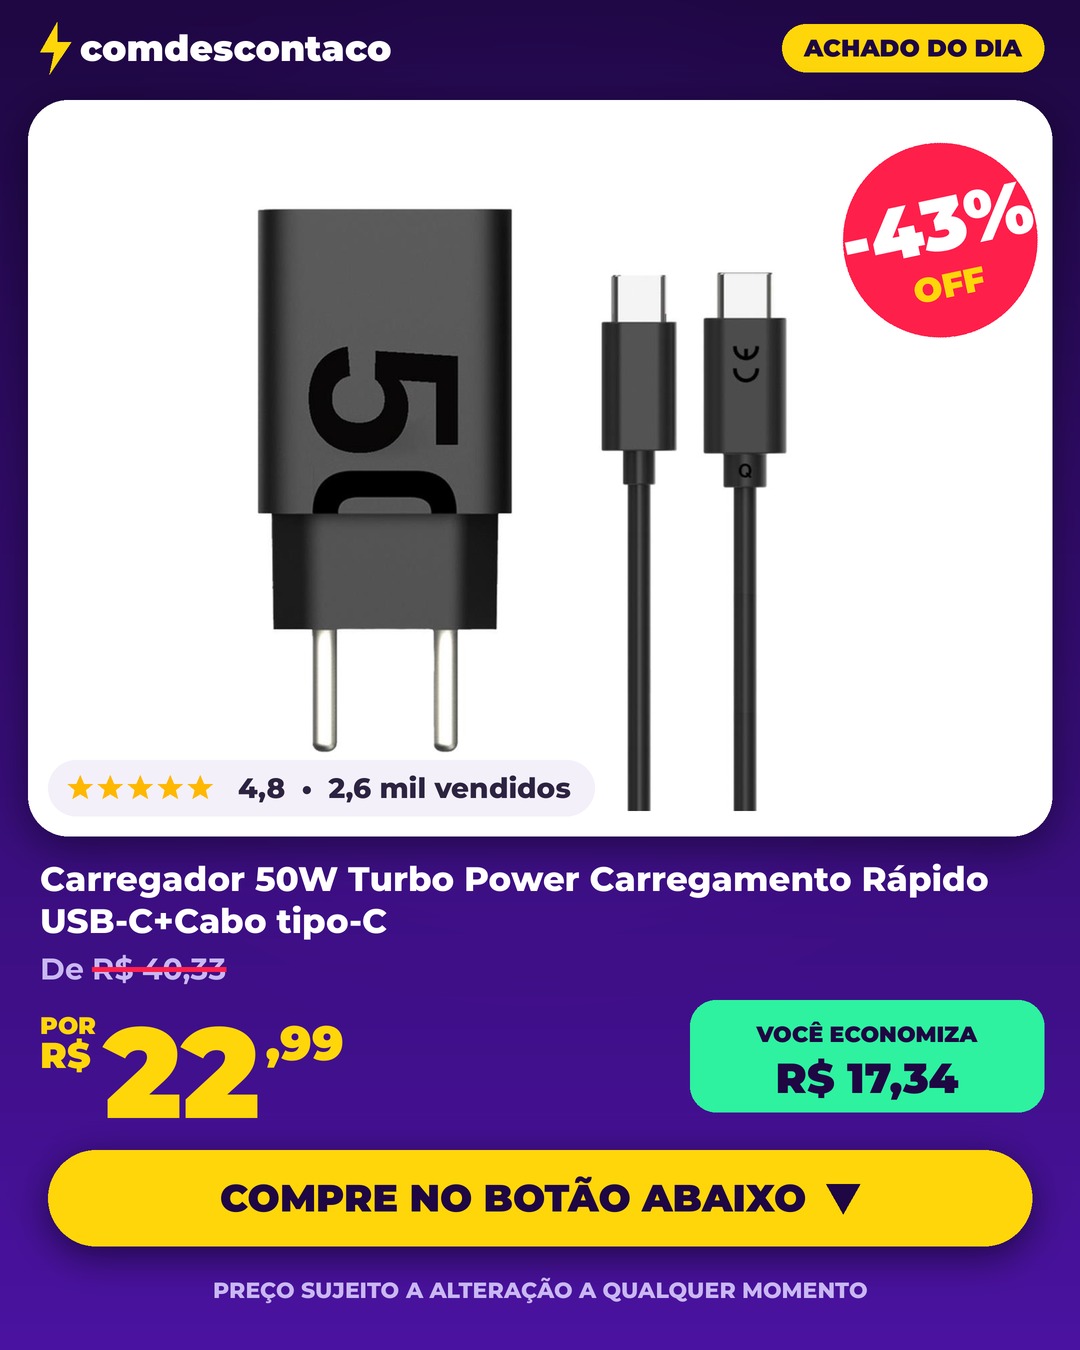 comdescontaco
ACHADO DO DIA
-43%
OFF
50
CE
Q
4,8 • 2,6 mil vendidos
Carregador 50W Turbo Power Carregamento Rápido
USB-C+Cabo tipo-C
De R$ 40,33
POR
R$ 22,99
VOCÊ ECONOMIZA
R$ 17,34
COMPRE NO BOTÃO ABAIXO ▼
PREÇO SUJEITO A ALTERAÇÃO A QUALQUER MOMENTO